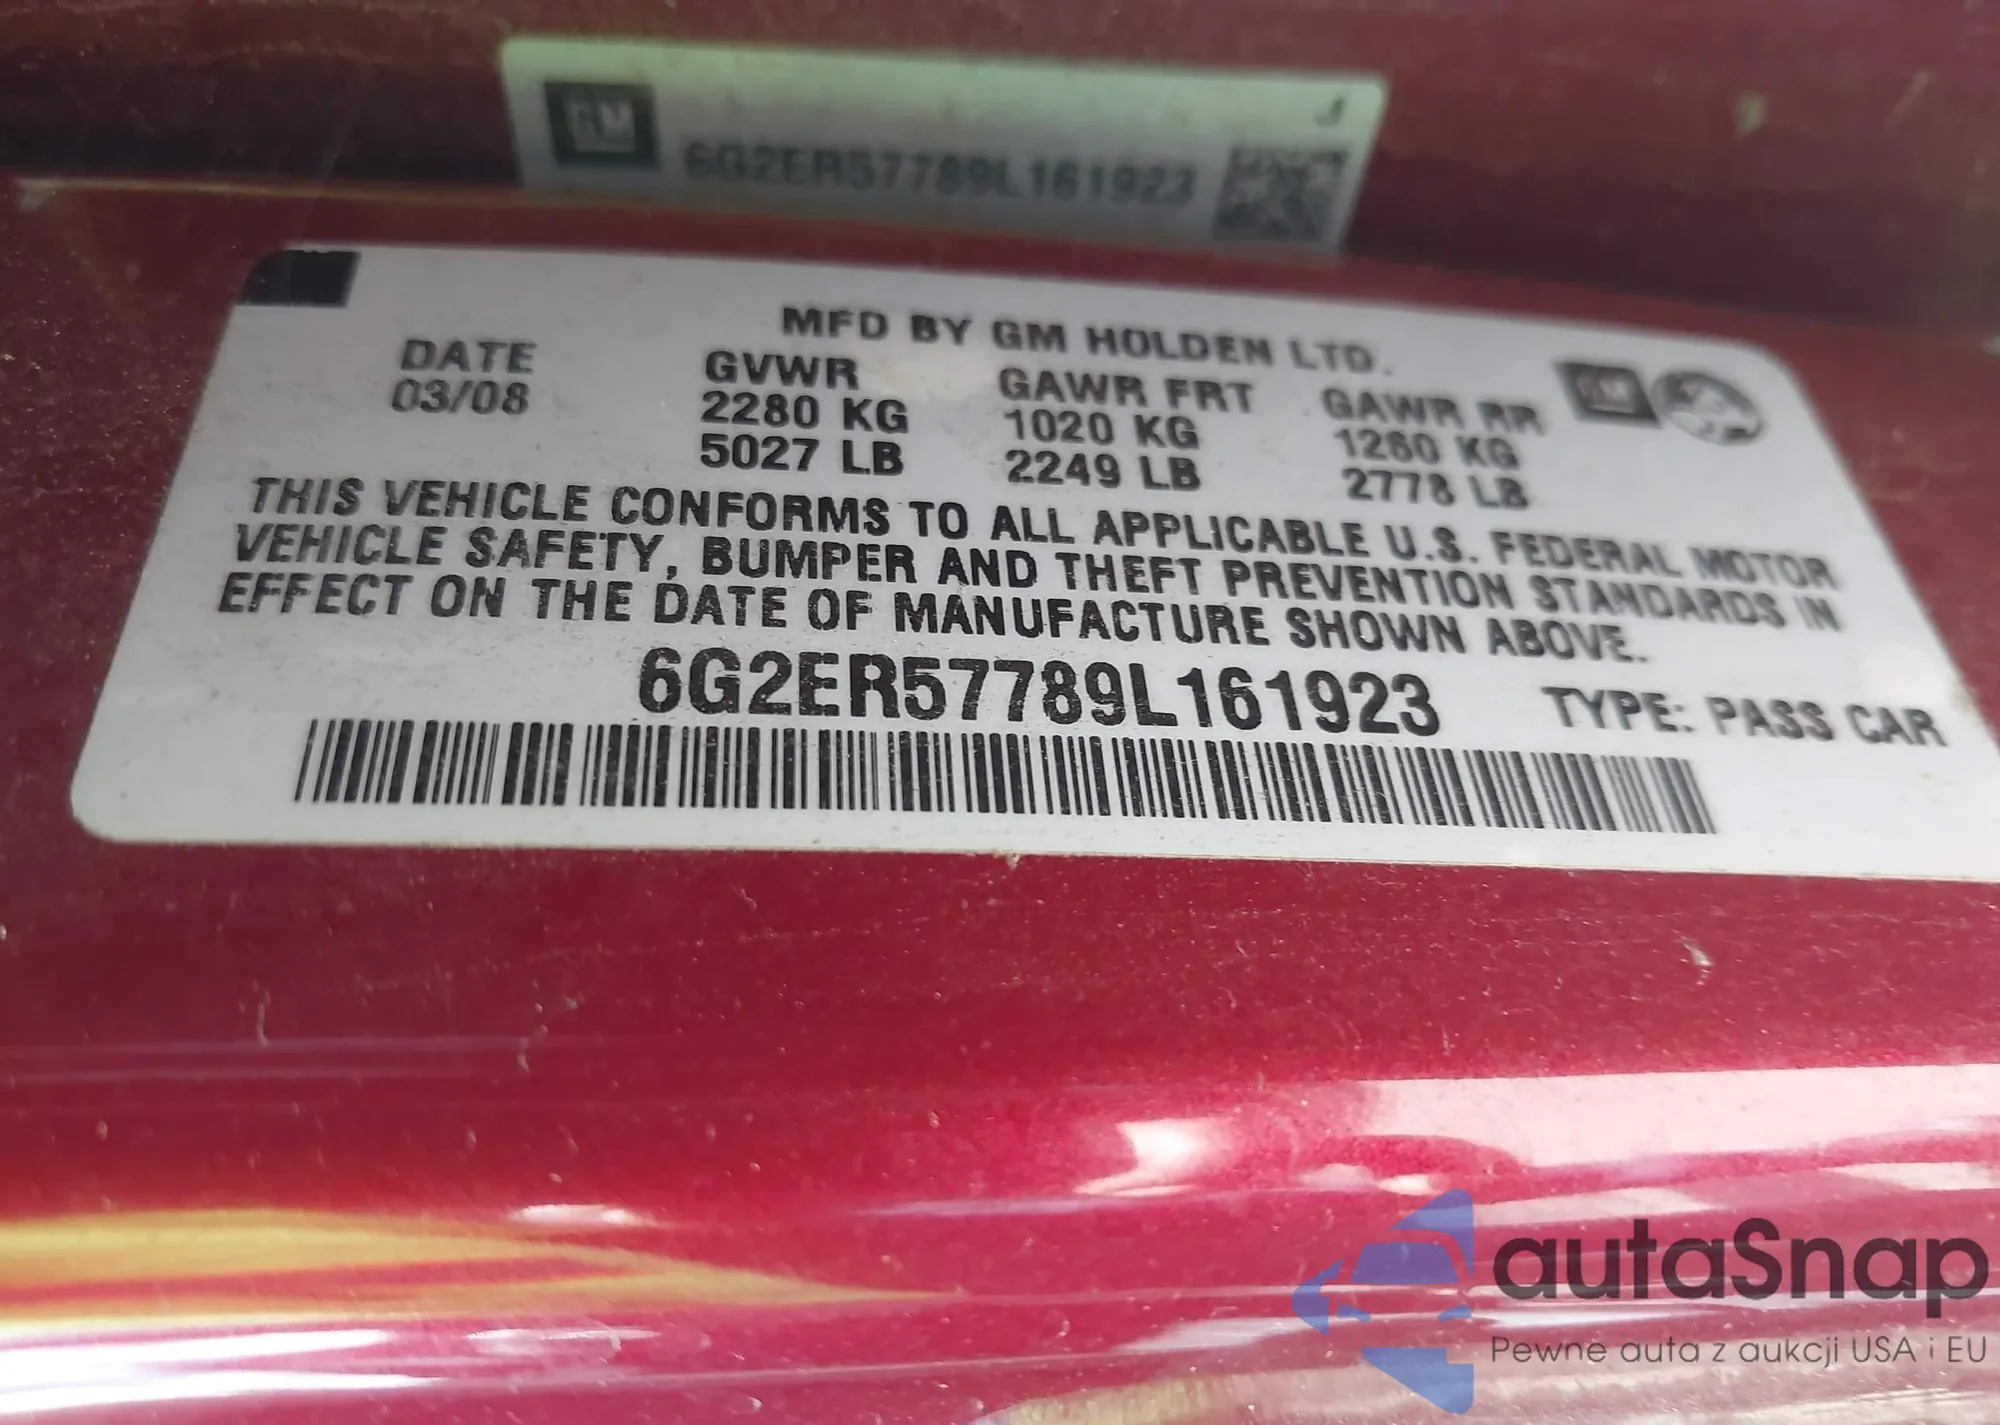 GM
J
6G2ER57789L161923
MFD BY GM HOLDEN LTD.
DATE GVWR GAWR FRT GAWR RR GM
03/08 2280 KG 1020 KG 1260 KG
5027 LB 2249 LB 2778 LB
THIS VEHICLE CONFORMS TO ALL APPLICABLE U.S. FEDERAL MOTOR
VEHICLE SAFETY, BUMPER AND THEFT PREVENTION STANDARDS IN
EFFECT ON THE DATE OF MANUFACTURE SHOWN ABOVE.
6G2ER57789L161923 TYPE: PASS CAR
autaSnap
Pewne auta z aukcji USA i EU